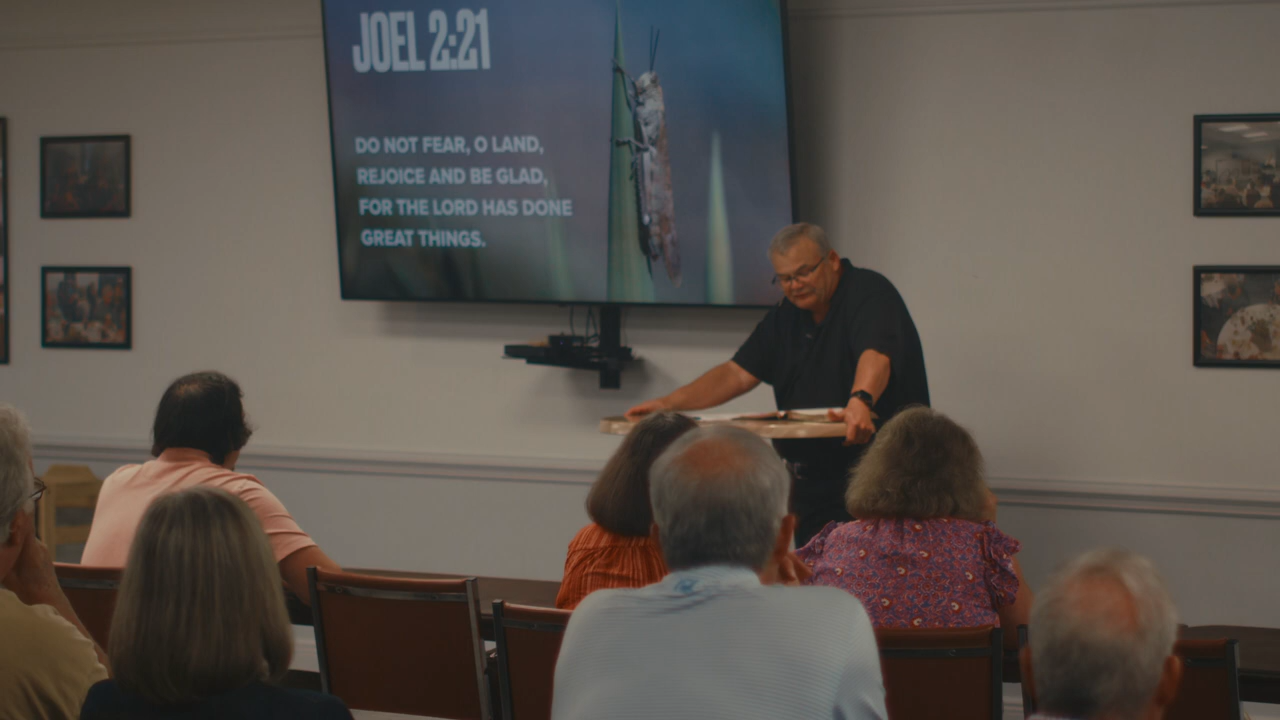 JOEL 2:21
DO NOT FEAR, O LAND,
REJOICE AND BE GLAD,
FOR THE LORD HAS DONE
GREAT THINGS.